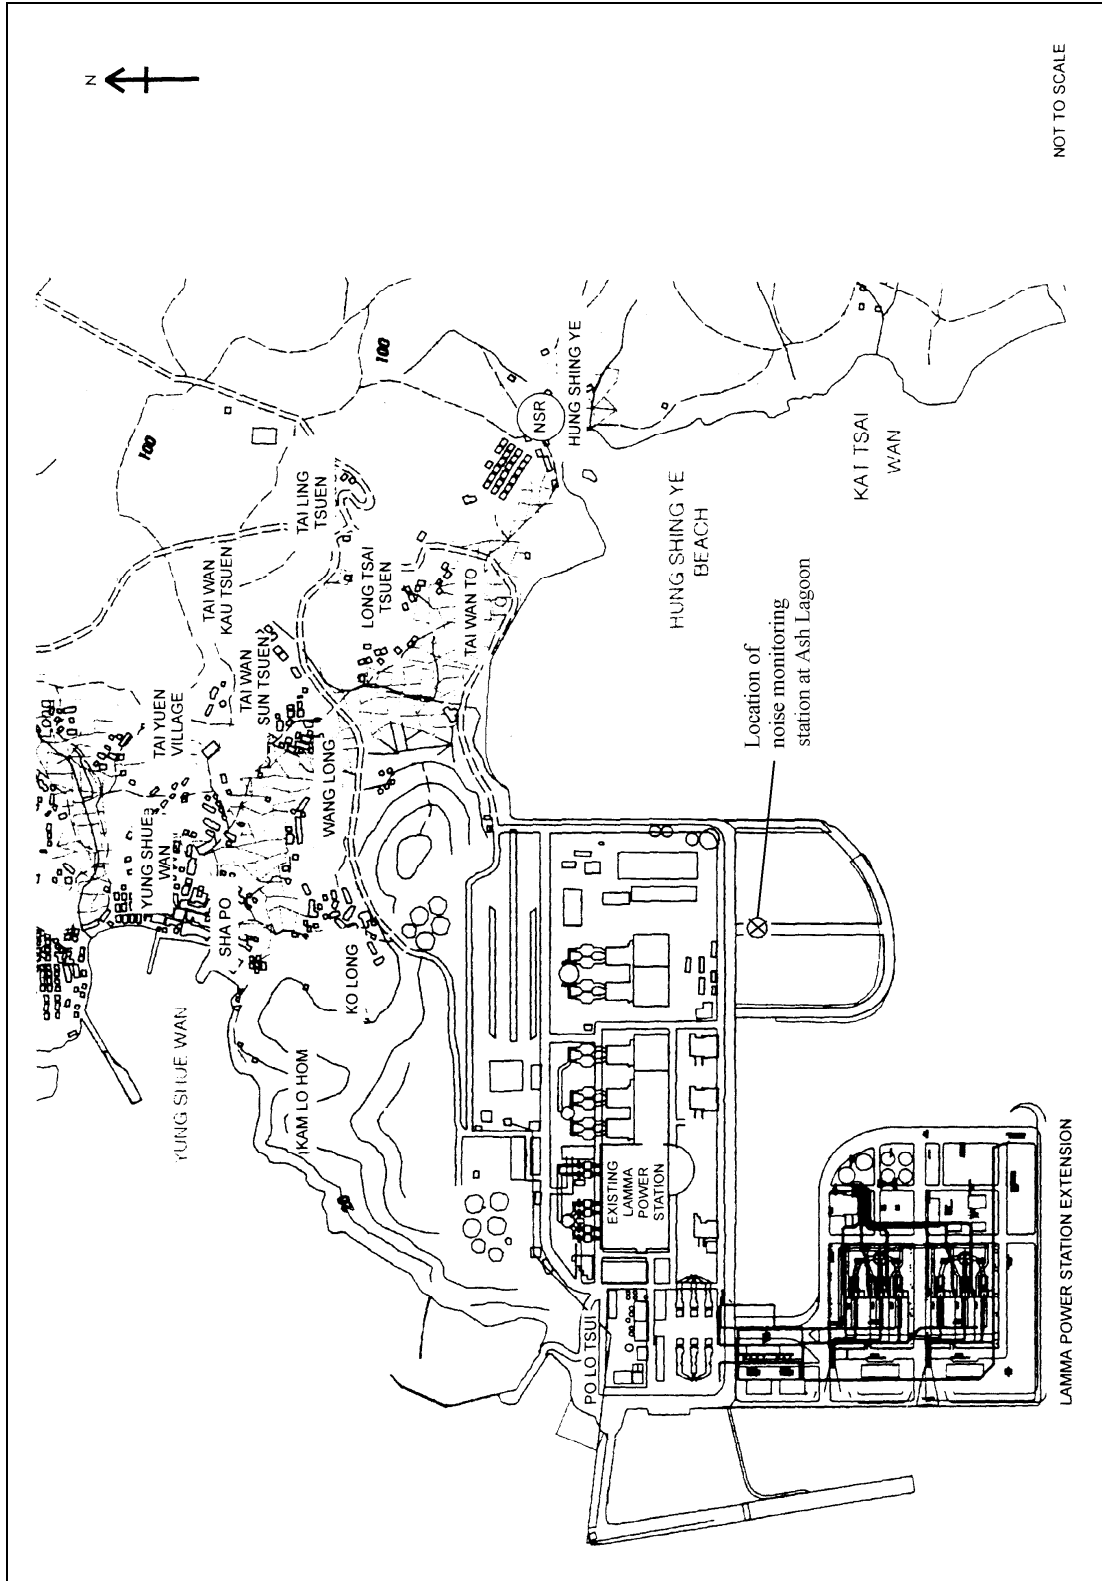 N
NOT TO SCALE
100
100
100
20
Long
TAI YUEN
VILLAGE
TAI WAN
KAU TSUEN
TAI LING
TSUEN
TAI WAN
SUN TSUEN
LONG TSAI
TSUEN
TAI WAN TO
YUNG SHUE
WAN
WANG LONG
SHA PO
KO LONG
YUNG SHUE WAN
KAM LO HOM
NSR
HUNG SHING YE
HUNG SHING YE
BEACH
KAT TSAI
WAN
Location of
noise monitoring
station at Ash Lagoon
EXISTING
LAMMA
POWER
STATION
PO LO TSUI
LAMMA POWER STATION EXTENSION